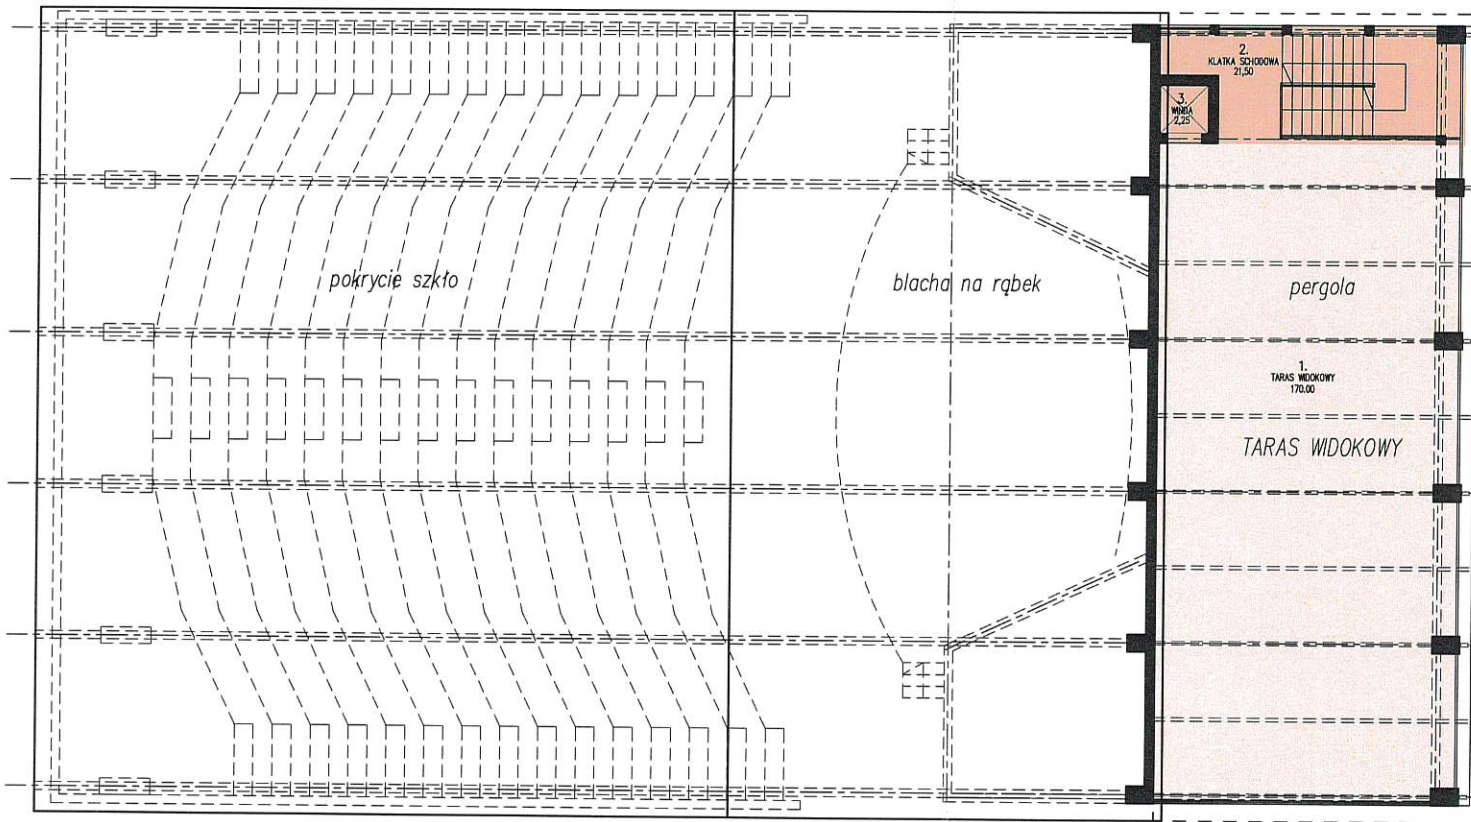 2.
KLATKA SCHODOWA
21,50
3.
WINDA
2,25
pokrycie szkło
blacha na rąbek
pergola
1.
TARAS WIDOKOWY
170.00
TARAS WIDOKOWY